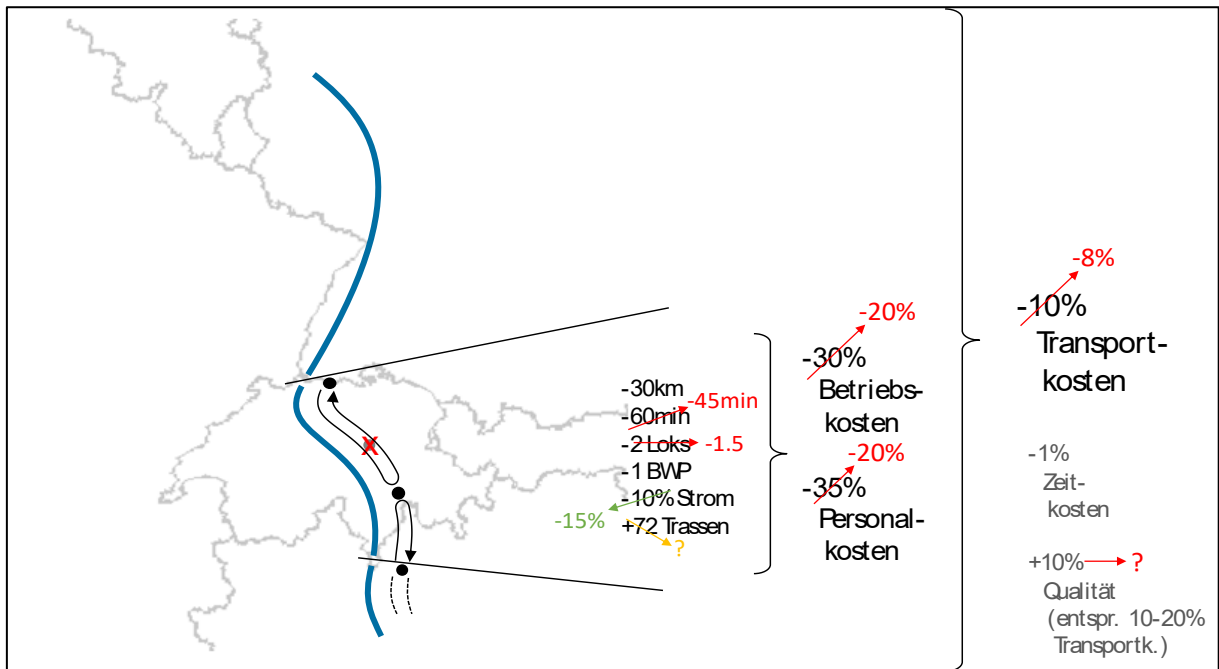 -30km
-60min
-45min
-2 Loks
-1.5
-1 BWP
-10% Strom
-15%
+72 Trassen
?
-20%
-30%
Betriebs-
kosten
-20%
-35%
Personal-
kosten
-8%
-10%
Transport-
kosten
-1%
Zeit-
kosten
+10%
?
Qualität
(entspr. 10-20%
Transportk.)
X